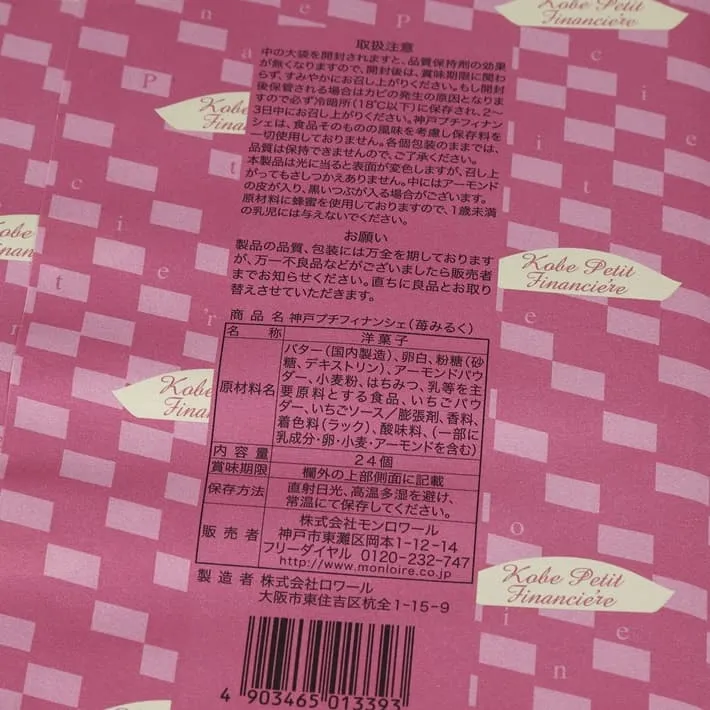 Kobe Petit
Financière
Kobe
Finan
取扱注意
中の大袋を開封されますと、品質保持剤の効果
が無くなりますので、開封後は、賞味期限に関わ
らず、すみやかにお召し上がりください。もし開封
後保管される場合はカビの発生の原因となりま
すので必ず冷暗所(18℃以下)に保存され、2〜
3日中にお召し上がりください。神戸プチフィナン
シェは、食品そのものの風味を考慮し保存料を
一切使用しておりません。各個包装のままでは、
品質は保持できませんので、ご了承ください。
本製品は光に当ると表面が変色しますが、召し上
がってもさしつかえありません。中にはアーモンド
の皮が入り、黒いつぶが入る場合がございます。
原材料に蜂蜜を使用しておりますので、1歳未満
の乳児には与えないでください。
お願い
製品の品質、包装には万全を期しております
が、万一不良品などがございましたら販売者
までお知らせください。直ちに良品とお取り
替えさせていただきます。
Kobe Petit
Financière
商品名 神戸プチフィナンシェ(苺みるく)
名称 洋菓子
原材料名 バター(国内製造)、卵白、粉糖(砂
糖、デキストリン)、アーモンドパウ
ダー、小麦粉、はちみつ、乳等を主
要原料とする食品、いちごパウ
ダー、いちごソース/膨張剤、香料、
着色料(ラック)、酸味料、(一部に
乳成分・卵・小麦・アーモンドを含む)
内容量 24個
賞味期限 欄外の上部側面に記載
保存方法 直射日光、高温多湿を避け、
常温にて保存してください。
販売者 株式会社モンロワール
神戸市東灘区岡本1-12-14
フリーダイヤル 0120-232-747
http://www.monloire.co.jp
製造者 株式会社ロワール
大阪市東住吉区杭全1-15-9
Kobe
Financière
Kobe Petit
Financière
4 903465 013393